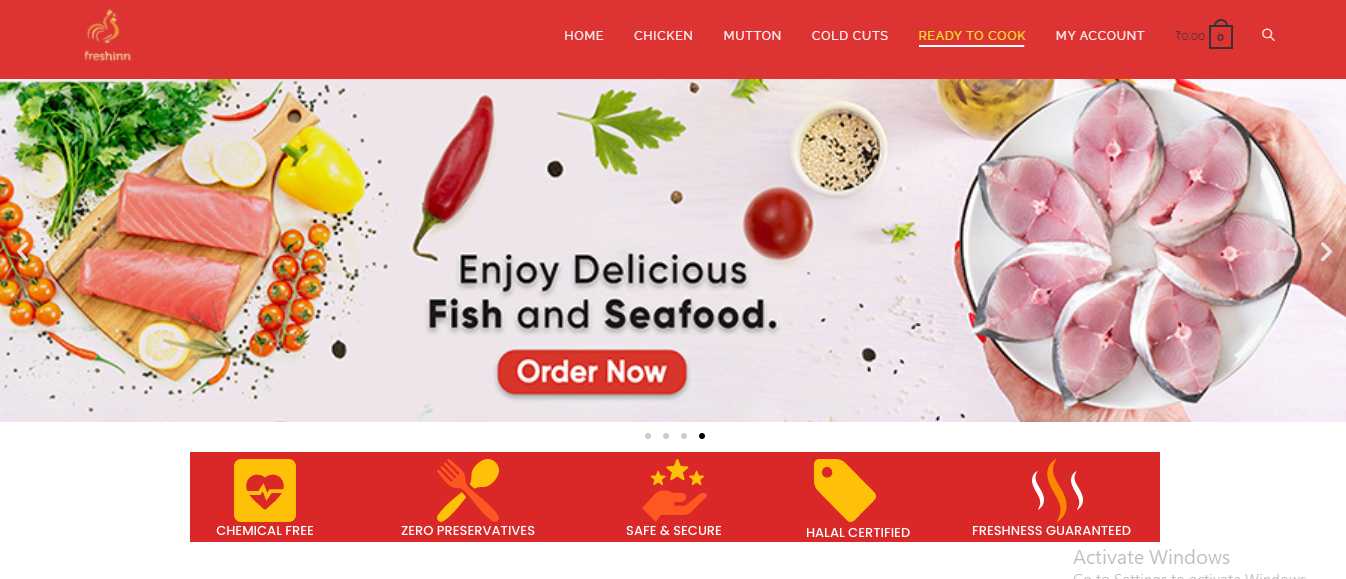 freshinn
HOME CHICKEN MUTTON COLD CUTS READY TO COOK MY ACCOUNT ₹0.00 0
Enjoy Delicious
Fish and Seafood.
Order Now
CHEMICAL FREE ZERO PRESERVATIVES SAFE & SECURE HALAL CERTIFIED FRESHNESS GUARANTEED
Activate Windows
Go to Settings to activate Windows.